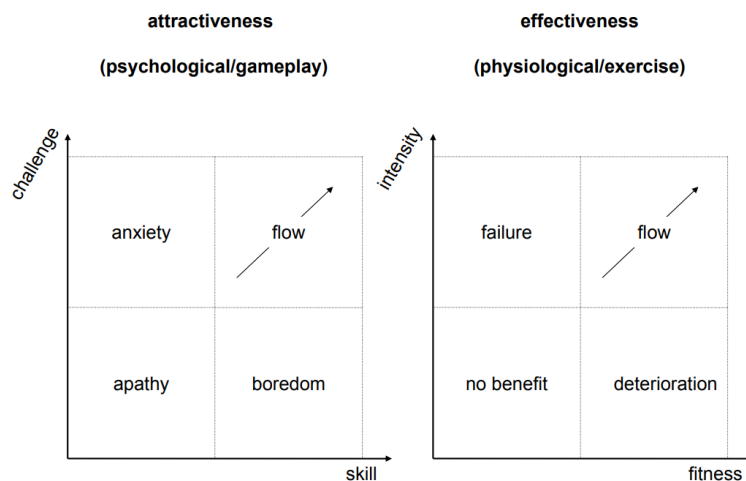 attractiveness
(psychological/gameplay)
challenge
anxiety
flow
apathy
boredom
skill
effectiveness
(physiological/exercise)
intensity
failure
flow
no benefit
deterioration
fitness